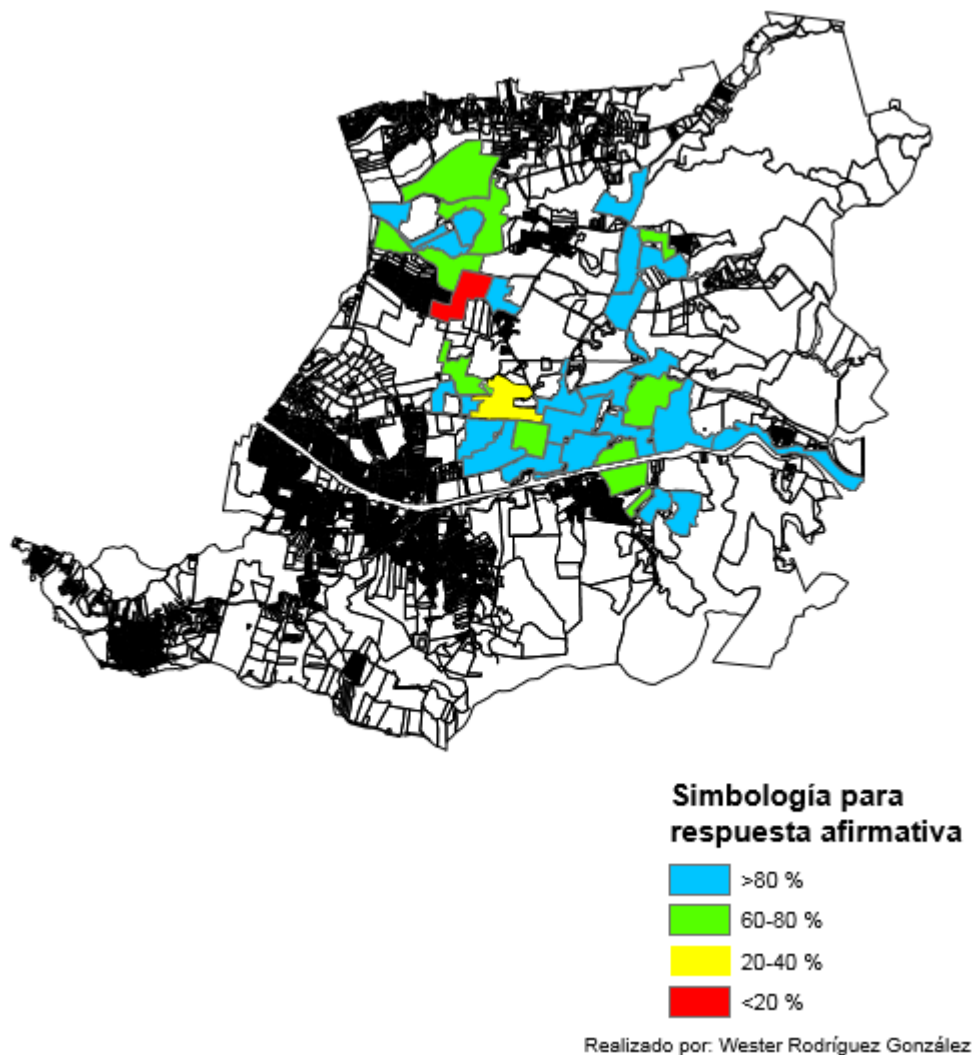 Simbología para
respuesta afirmativa
>80 %
60-80 %
20-40 %
<20 %
Realizado por: Wester Rodríguez González